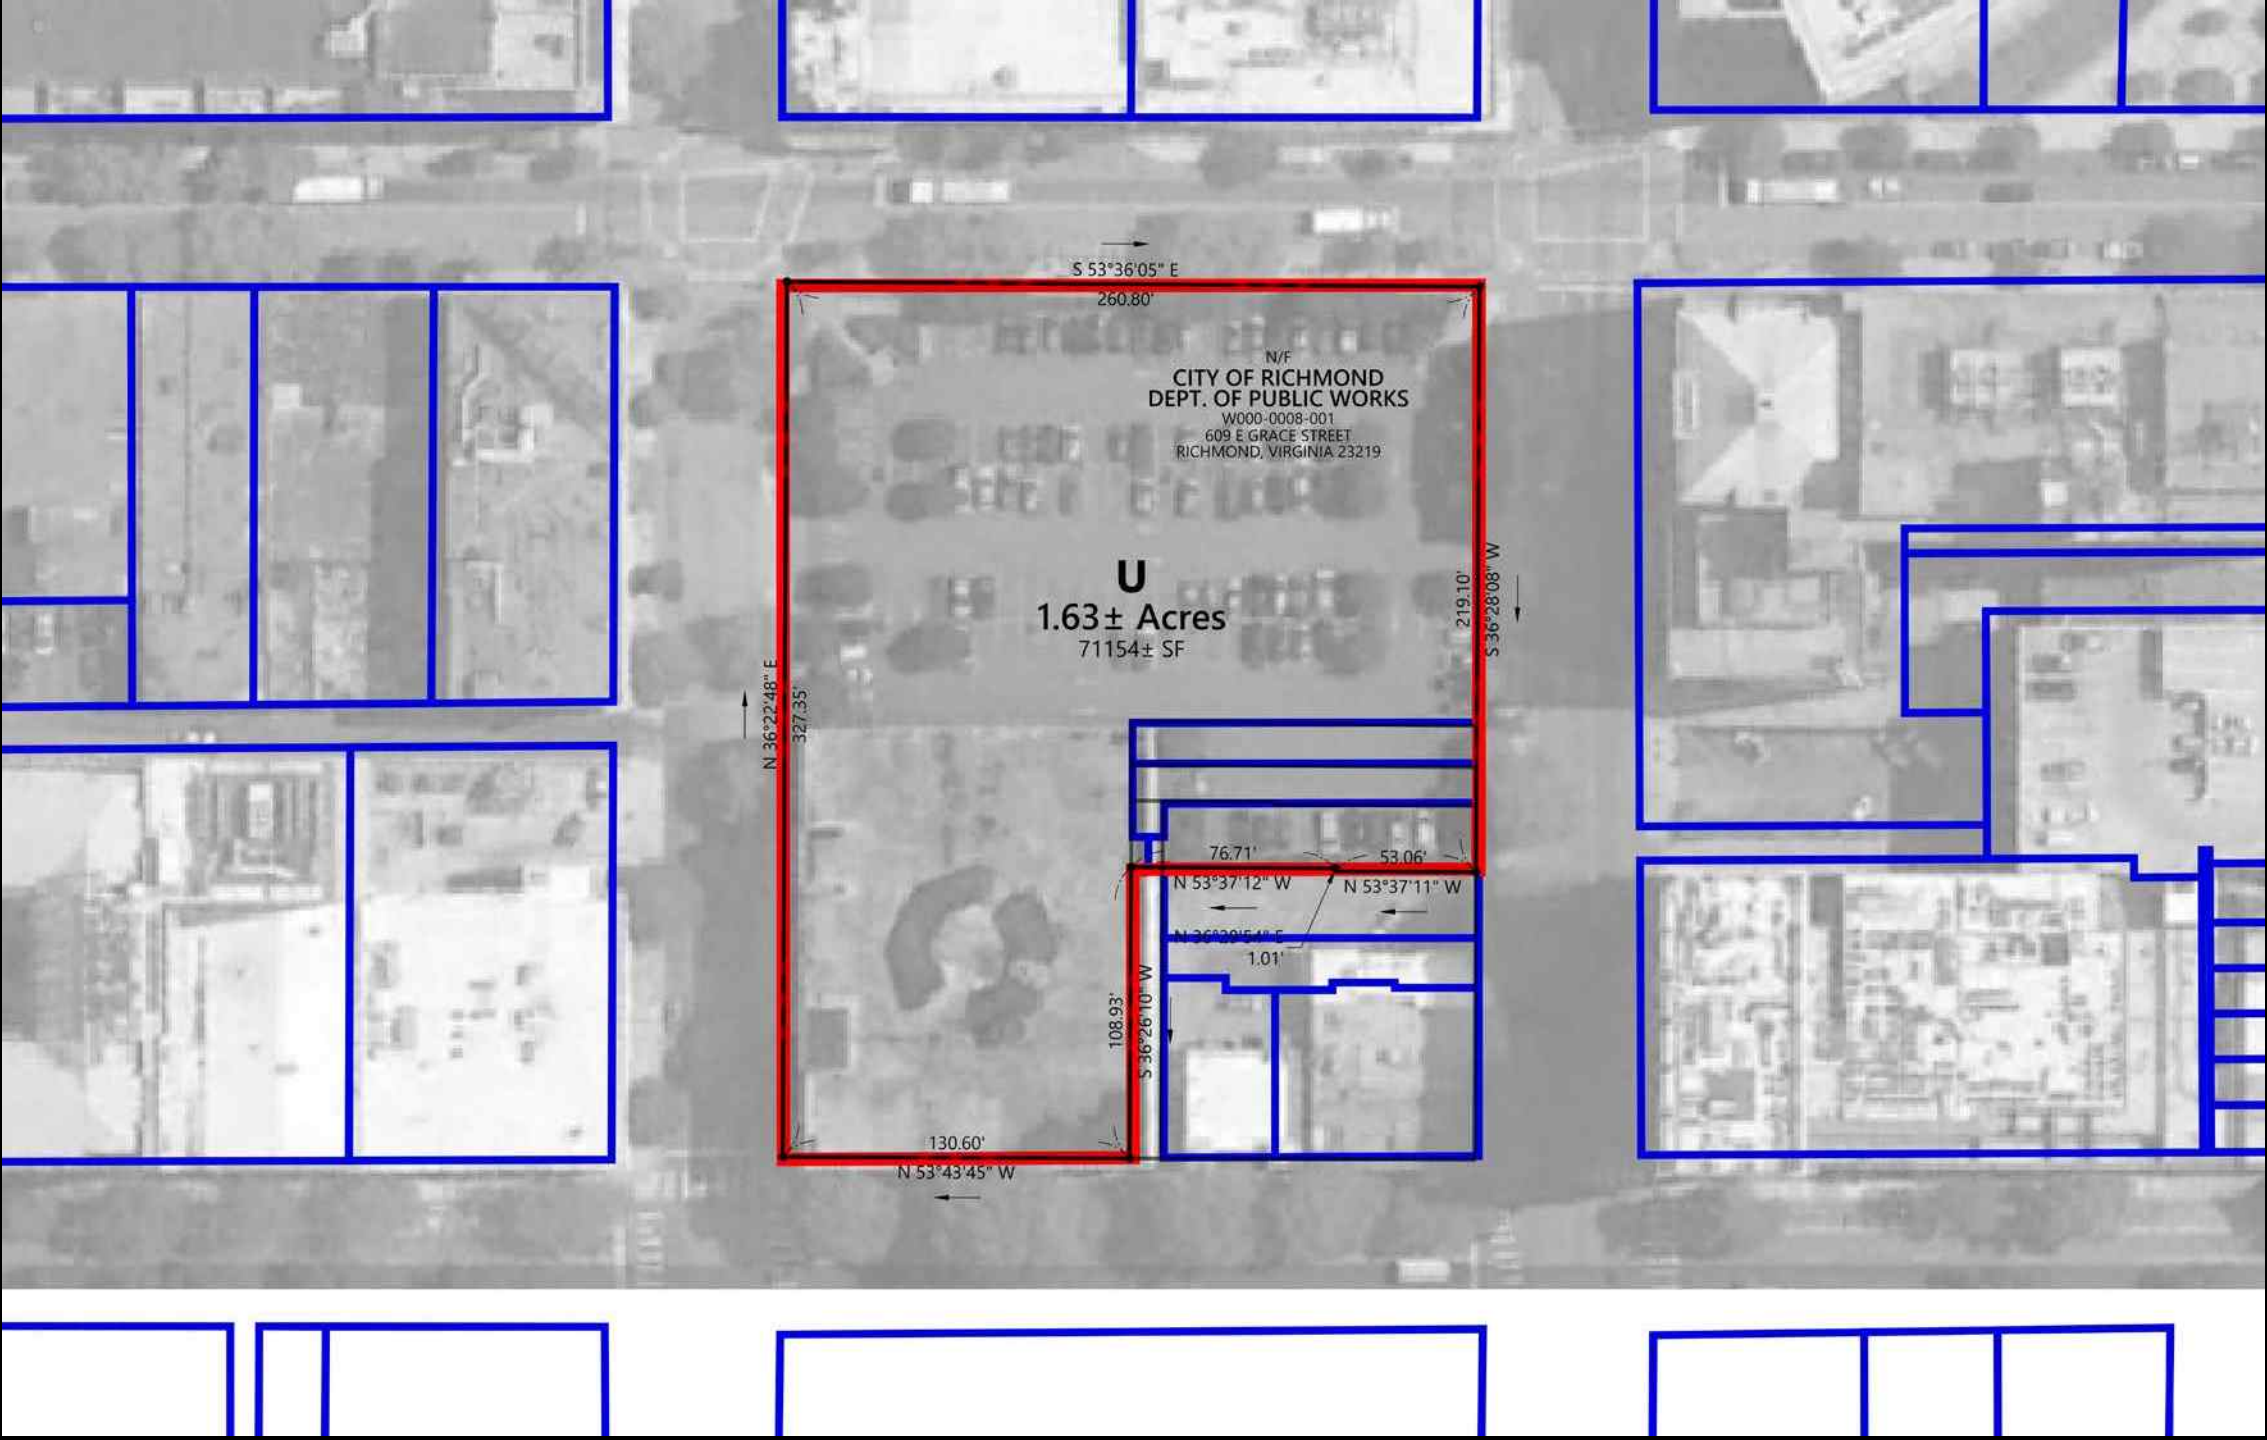 S 53°36'05" E
260.80'
N/F
CITY OF RICHMOND
DEPT. OF PUBLIC WORKS
W000-0008-001
609 E GRACE STREET
RICHMOND, VIRGINIA 23219
U
1.63± Acres
71154± SF
219.10'
S 36°28'08" W
N 36°22'48" E
327.35'
76.71'
53.06'
N 53°37'12" W
N 53°37'11" W
N 36°29'54" E
1.01'
108.93'
S 36°26'10" W
130.60'
N 53°43'45" W